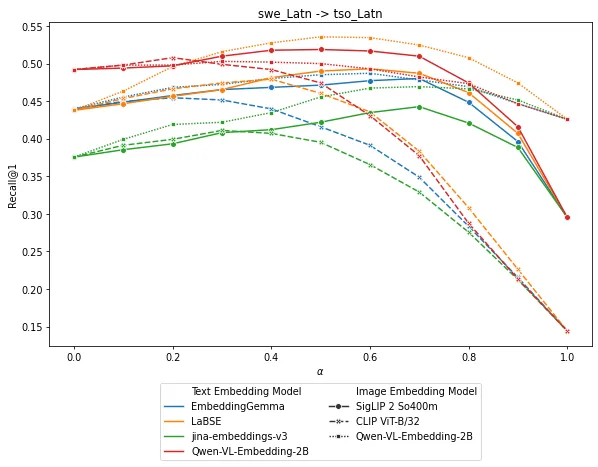 swe_Latn -> tso_Latn
Recall@1
0.55
0.50
0.45
0.40
0.35
0.30
0.25
0.20
0.15
0.0 0.2 0.4 0.6 0.8 1.0
α
Text Embedding Model
EmbeddingGemma
LaBSE
jina-embeddings-v3
Qwen-VL-Embedding-2B
Image Embedding Model
SigLIP 2 So400m
CLIP ViT-B/32
Qwen-VL-Embedding-2B